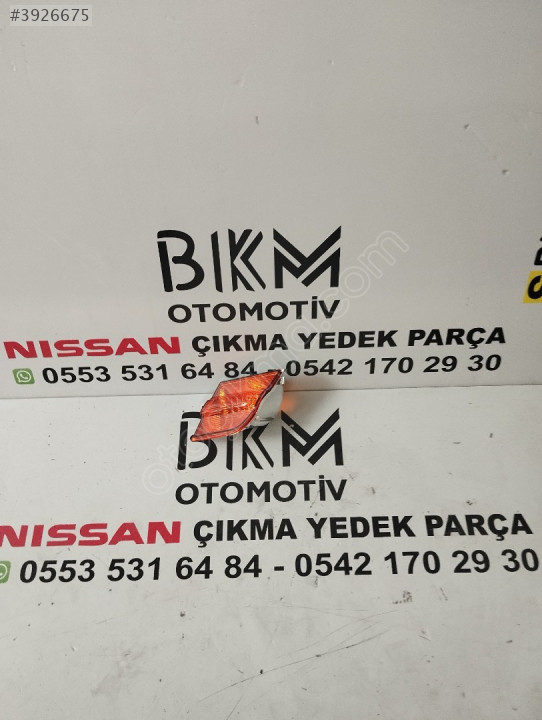 #3926675
BKM
OTOMOTİV
NISSAN ÇIKMA YEDEK PARÇA
0553 531 64 84 - 0542 170 29 30
BKM
OTOMOTİV
NISSAN ÇIKMA YEDEK PARÇA
0553 531 64 84 - 0542 170 29 30